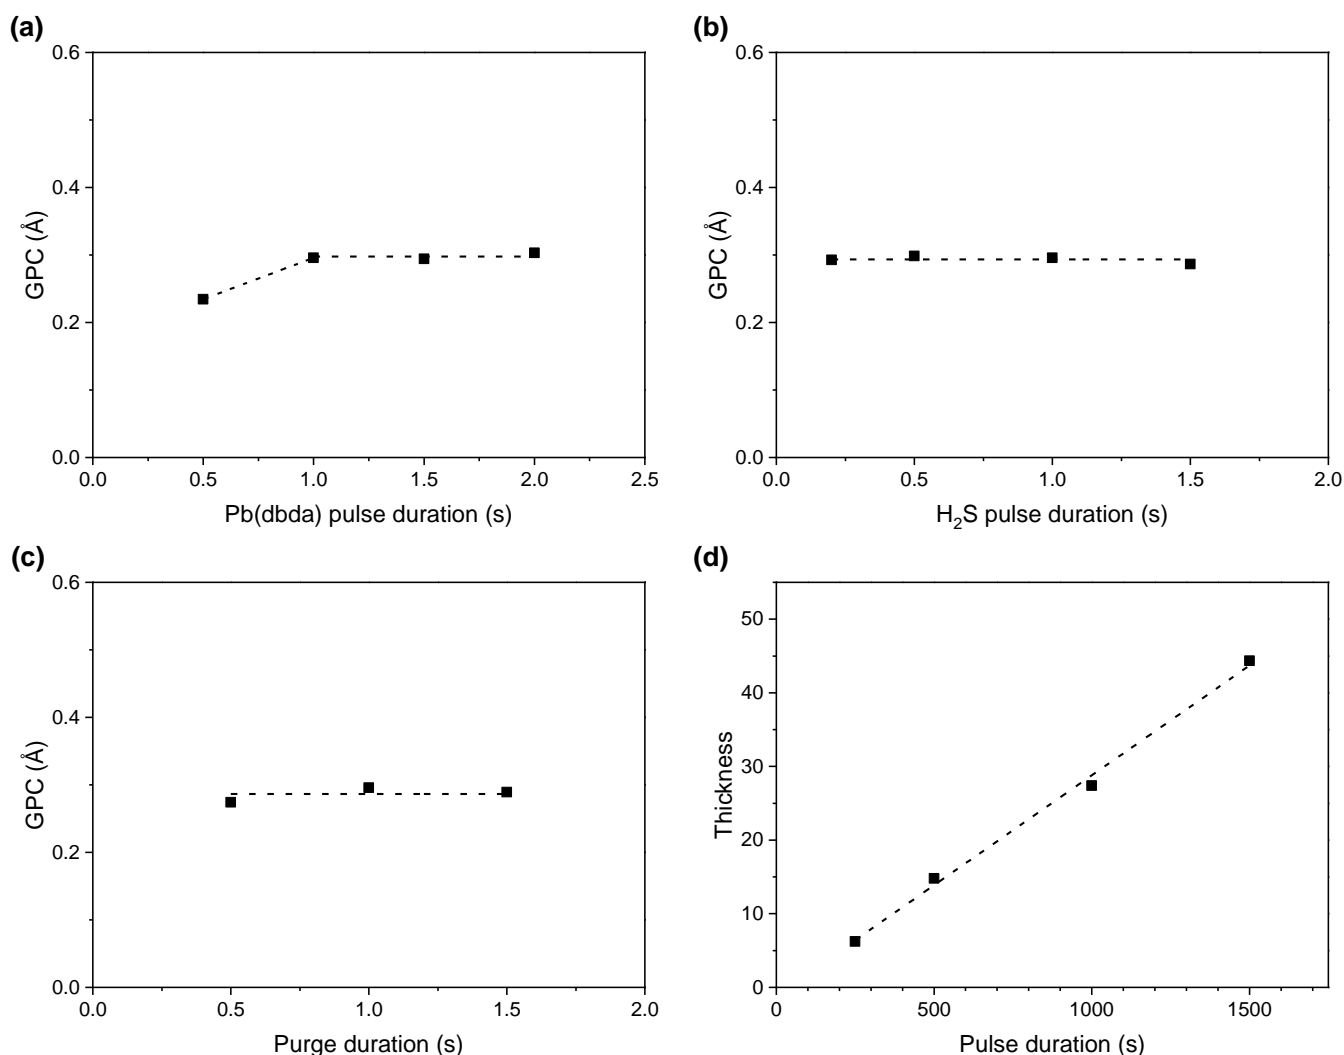 (a)
0.6
0.4
0.2
0.0
GPC (Å)
0.0 0.5 1.0 1.5 2.0 2.5
Pb(dbda) pulse duration (s)
(b)
0.6
0.4
0.2
0.0
GPC (Å)
0.0 0.5 1.0 1.5 2.0
H₂S pulse duration (s)
(c)
0.6
0.4
0.2
0.0
GPC (Å)
0.0 0.5 1.0 1.5 2.0
Purge duration (s)
(d)
50
40
30
20
10
0
Thickness
0 500 1000 1500
Pulse duration (s)